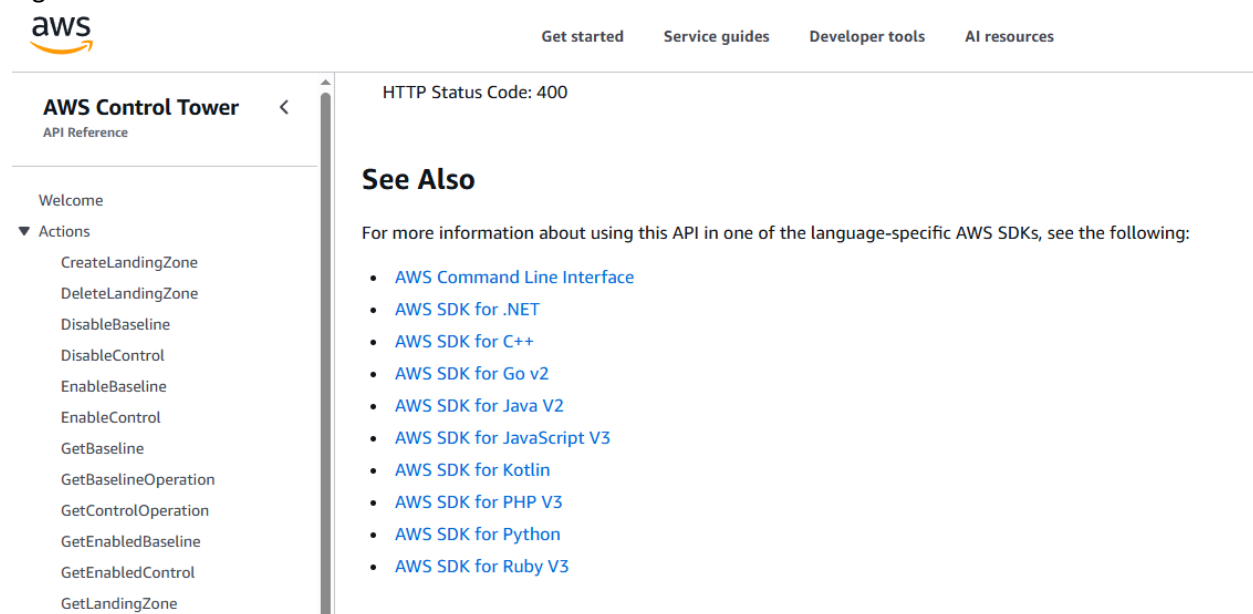 aws
Get started Service guides Developer tools AI resources
AWS Control Tower
API Reference
Welcome
Actions
CreateLandingZone
DeleteLandingZone
DisableBaseline
DisableControl
EnableBaseline
EnableControl
GetBaseline
GetBaselineOperation
GetControlOperation
GetEnabledBaseline
GetEnabledControl
GetLandingZone
HTTP Status Code: 400
See Also
For more information about using this API in one of the language-specific AWS SDKs, see the following:
• AWS Command Line Interface
• AWS SDK for .NET
• AWS SDK for C++
• AWS SDK for Go v2
• AWS SDK for Java V2
• AWS SDK for JavaScript V3
• AWS SDK for Kotlin
• AWS SDK for PHP V3
• AWS SDK for Python
• AWS SDK for Ruby V3